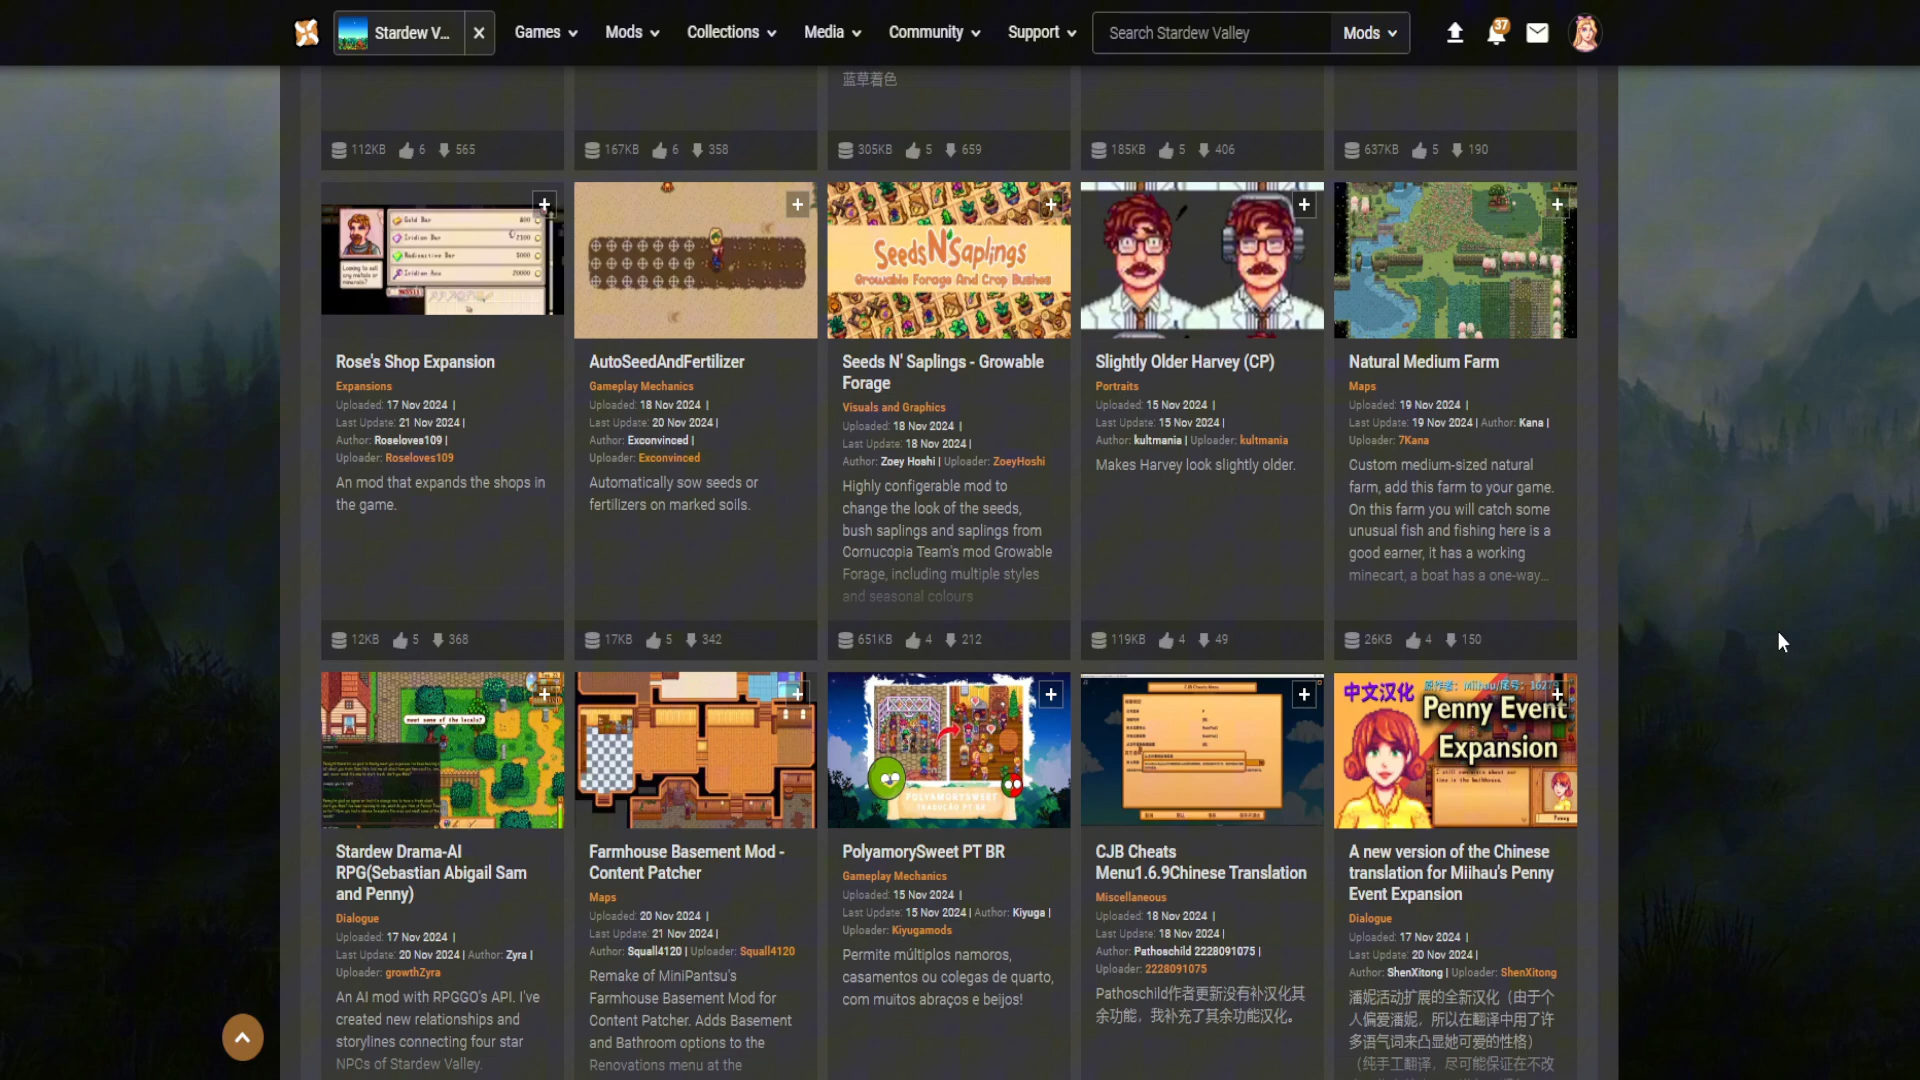 Stardew V...
Games
Mods
Collections
Media
Community
Support
Search Stardew Valley
Mods
37
蓝草着色
112KB 6 565
167KB 6 358
305KB 5 659
185KB 5 406
637KB 5 190
Rose's Shop Expansion
Expansions
Uploaded: 17 Nov 2024 |
Last Update: 21 Nov 2024 |
Author: Roseloves109 |
Uploader: Roseloves109
An mod that expands the shops in
the game.
12KB 5 368
AutoSeedAndFertilizer
Gameplay Mechanics
Uploaded: 18 Nov 2024 |
Last Update: 20 Nov 2024 |
Author: Exconvinced |
Uploader: Exconvinced
Automatically sow seeds or
fertilizers on marked soils.
17KB 5 342
Seeds N' Saplings
Growable Forage And Crop Bushes
Seeds N' Saplings - Growable
Forage
Visuals and Graphics
Uploaded: 18 Nov 2024 |
Last Update: 18 Nov 2024 |
Author: Zoey Hoshi | Uploader: ZoeyHoshi
Highly configurable mod to
change the look of the seeds,
bush saplings and saplings from
Cornucopia Team's mod Growable
Forage, including multiple styles
and seasonal colours
651KB 4 212
Slightly Older Harvey (CP)
Portraits
Uploaded: 15 Nov 2024 |
Last Update: 15 Nov 2024 |
Author: kultmania | Uploader: kultmania
Makes Harvey look slightly older.
119KB 4 49
Natural Medium Farm
Maps
Uploaded: 19 Nov 2024 |
Last Update: 19 Nov 2024 | Author: Kana |
Uploader: 7Kana
Custom medium-sized natural
farm, add this farm to your game.
On this farm you will catch some
unusual fish and fishing here is a
good earner, it has a working
minecart, a boat has a one-way...
26KB 4 150
meet some of the locals?
Stardew Drama-AI
RPG(Sebastian Abigail Sam
and Penny)
Dialogue
Uploaded: 17 Nov 2024 |
Last Update: 20 Nov 2024 | Author: Zyra |
Uploader: growthZyra
An AI mod with RPGGO's API. I've
created new relationships and
storylines connecting four star
NPCs of Stardew Valley.
Farmhouse Basement Mod -
Content Patcher
Maps
Uploaded: 20 Nov 2024 |
Last Update: 21 Nov 2024 |
Author: Squall4120 | Uploader: Squall4120
Remake of MiniPantsu's
Farmhouse Basement Mod for
Content Patcher. Adds Basement
and Bathroom options to the
Renovations menu at the
POLYAMORYSWEET
TRADUÇÃO PT BR
PolyamorySweet PT BR
Gameplay Mechanics
Uploaded: 15 Nov 2024 |
Last Update: 15 Nov 2024 | Author: Kiyuga |
Uploader: Kiyugamods
Permite múltiplos namoros,
casamentos ou colegas de quarto,
com muitos abraços e beijos!
CJB Cheats
Menu1.6.9Chinese Translation
Miscellaneous
Uploaded: 18 Nov 2024 |
Last Update: 18 Nov 2024 |
Author: Pathoschild 2228091075 |
Uploader: 2228091075
Pathoschild作者更新没有补汉化其
余功能，我补充了其余功能汉化。
中文汉化
Penny Event
Expansion
Penny
A new version of the Chinese
translation for Miihau's Penny
Event Expansion
Dialogue
Uploaded: 17 Nov 2024 |
Last Update: 20 Nov 2024 |
Author: ShenXitong | Uploader: ShenXitong
潘妮活动扩展的全新汉化（由于个
人偏爱潘妮，所以在翻译中用了许
多语气词来凸显她可爱的性格）
（纯手工翻译，尽可能保证在不改